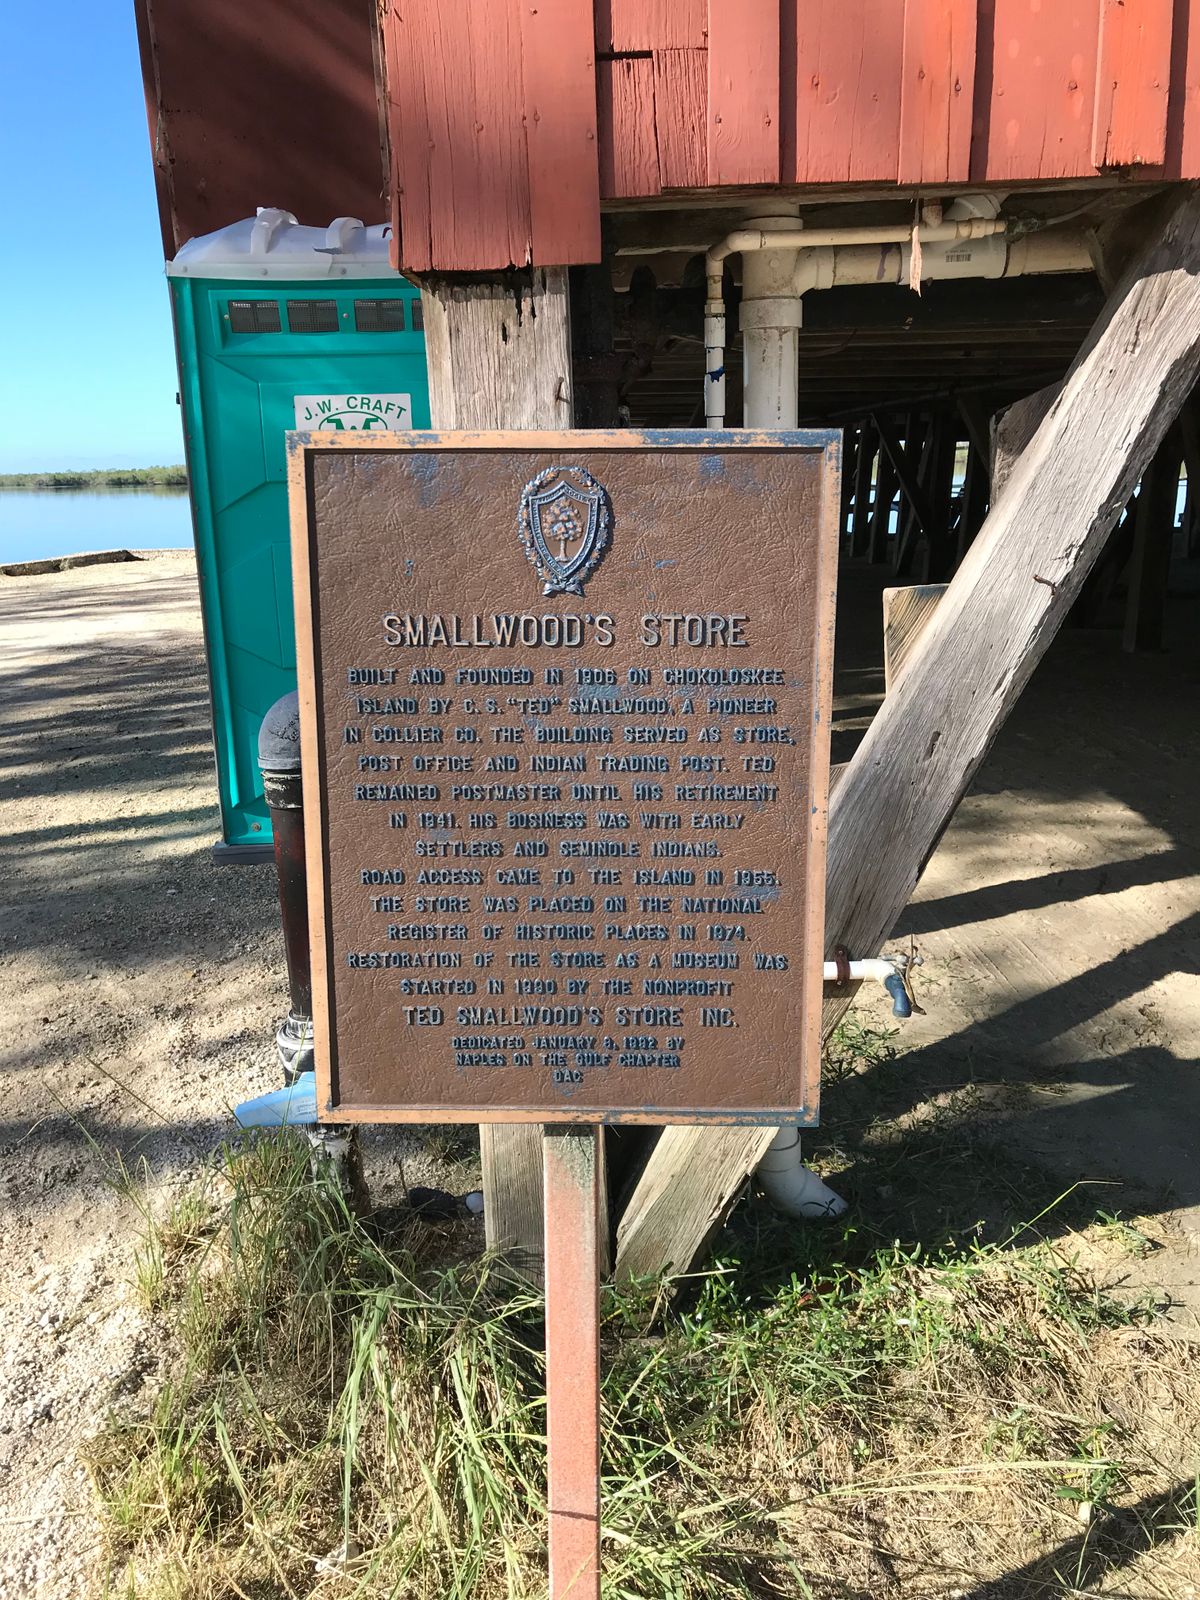 J.W. CRAFT
SMALLWOOD'S STORE
BUILT AND FOUNDED IN 1906 ON CHOKOLOSKEE
ISLAND BY C. S. "TED" SMALLWOOD, A PIONEER
IN COLLIER CO. THE BUILDING SERVED AS STORE,
POST OFFICE AND INDIAN TRADING POST. TED
REMAINED POSTMASTER UNTIL HIS RETIREMENT
IN 1941. HIS BUSINESS WAS WITH EARLY
SETTLERS AND SEMINOLE INDIANS.
ROAD ACCESS CAME TO THE ISLAND IN 1955.
THE STORE WAS PLACED ON THE NATIONAL
REGISTER OF HISTORIC PLACES IN 1974.
RESTORATION OF THE STORE AS A MUSEUM WAS
STARTED IN 1990 BY THE NONPROFIT
TED SMALLWOOD'S STORE INC.
DEDICATED JANUARY 9, 1992 BY
NAPLES ON THE GULF CHAPTER
DAC